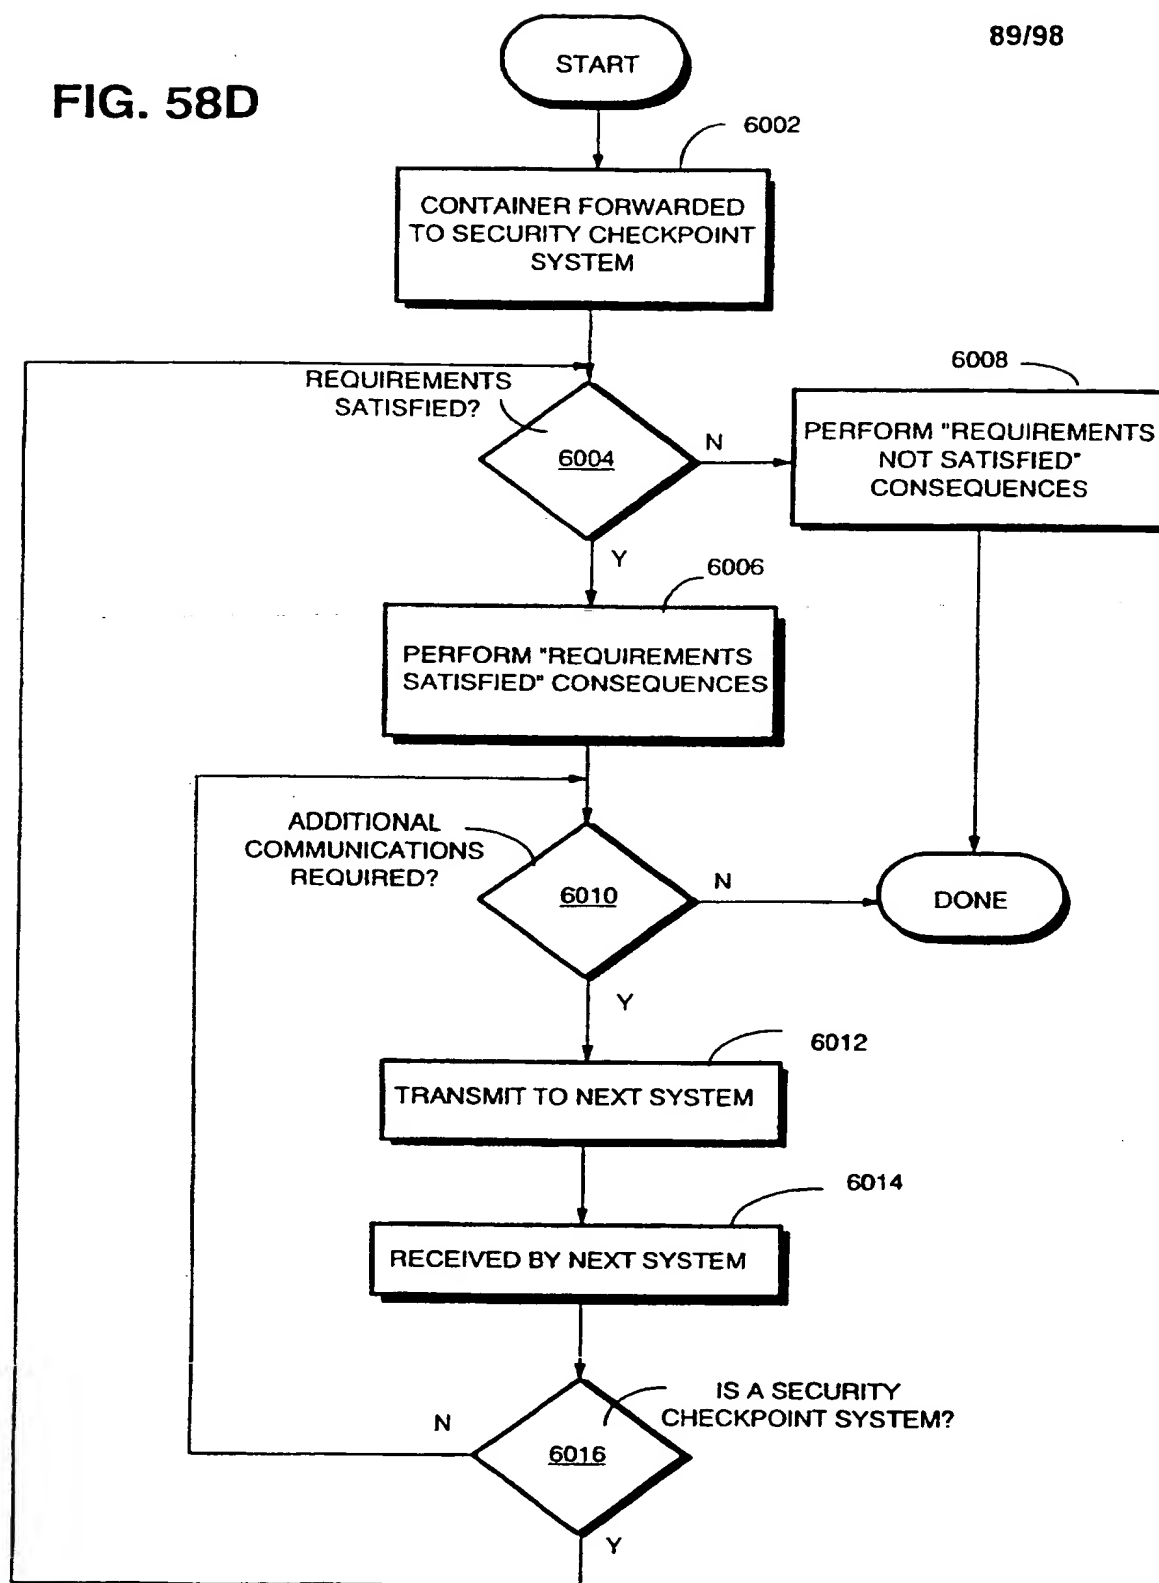 89/98
FIG. 58D
START
6002
CONTAINER FORWARDED
TO SECURITY CHECKPOINT
SYSTEM
REQUIREMENTS
SATISFIED?
6004
N
Y
6008
PERFORM "REQUIREMENTS
NOT SATISFIED"
CONSEQUENCES
6006
PERFORM "REQUIREMENTS
SATISFIED" CONSEQUENCES
ADDITIONAL
COMMUNICATIONS
REQUIRED?
6010
N
DONE
Y
6012
TRANSMIT TO NEXT SYSTEM
6014
RECEIVED BY NEXT SYSTEM
IS A SECURITY
CHECKPOINT SYSTEM?
N
6016
Y